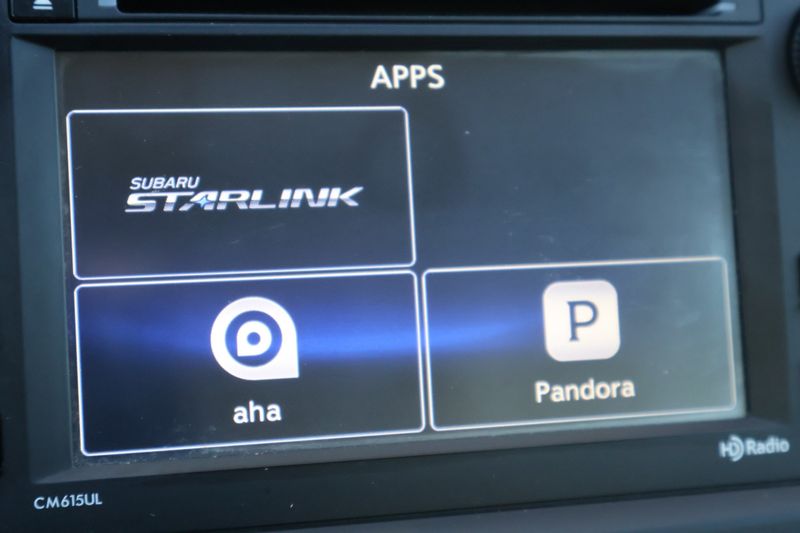 APPS
SUBARU
STARLINK
aha
P
Pandora
HD Radio
CM615UL